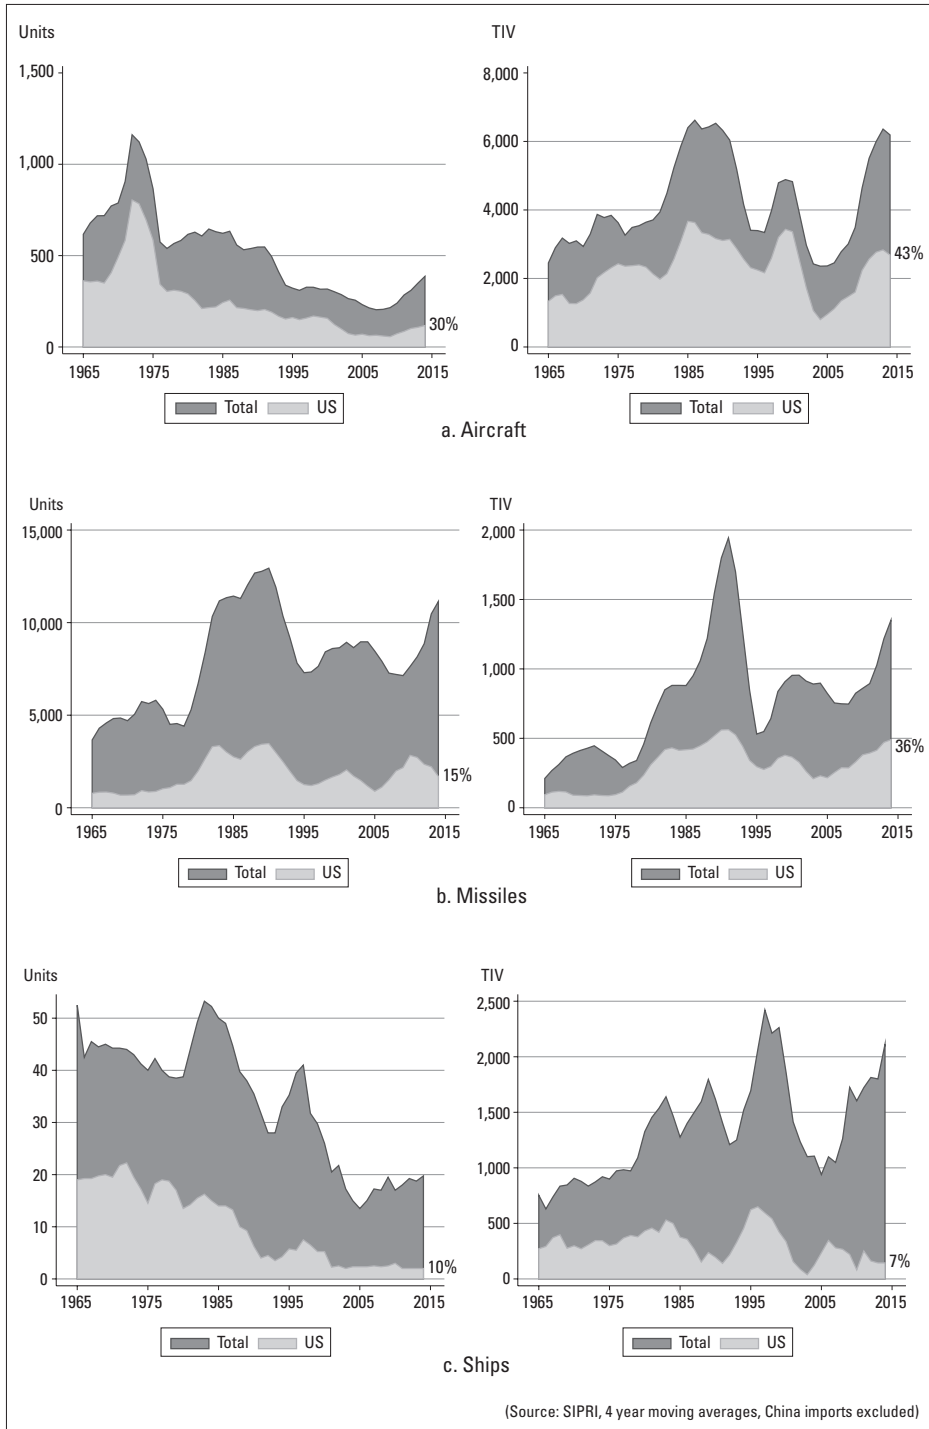 Units
TIV
1,500
1,000
500
0
1965 1975 1985 1995 2005 2015
30%
Total US
8,000
6,000
4,000
2,000
0
1965 1975 1985 1995 2005 2015
43%
Total US
a. Aircraft
Units
TIV
15,000
10,000
5,000
0
1965 1975 1985 1995 2005 2015
15%
Total US
2,000
1,500
1,000
500
0
1965 1975 1985 1995 2005 2015
36%
Total US
b. Missiles
Units
TIV
50
40
30
20
10
0
1965 1975 1985 1995 2005 2015
10%
Total US
2,500
2,000
1,500
1,000
500
0
1965 1975 1985 1995 2005 2015
7%
Total US
c. Ships
(Source: SIPRI, 4 year moving averages, China imports excluded)